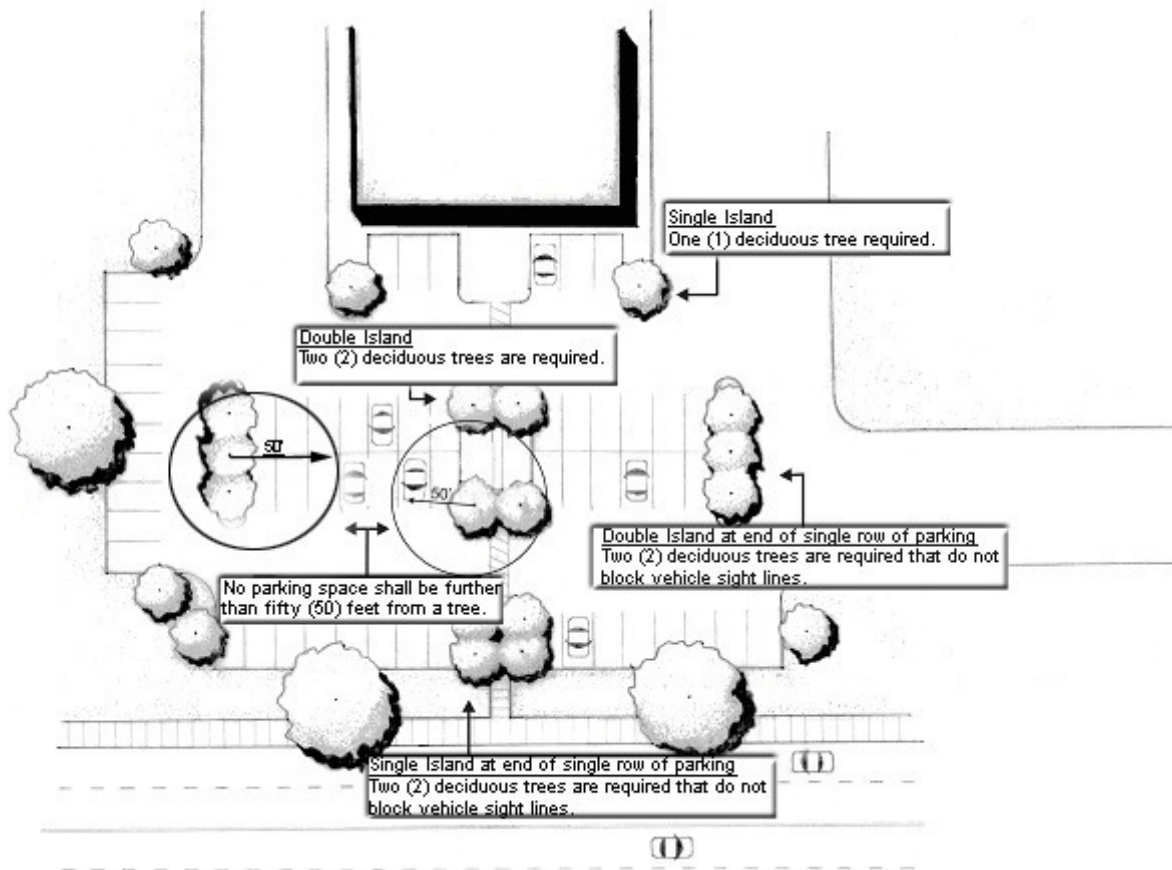 Single Island
One (1) deciduous tree required.
Double Island
Two (2) deciduous trees are required.
50'
50'
Double Island at end of single row of parking
Two (2) deciduous trees are required that do not
block vehicle sight lines.
No parking space shall be further
than fifty (50) feet from a tree.
Single Island at end of single row of parking
Two (2) deciduous trees are required that do not
block vehicle sight lines.